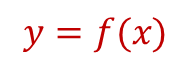 y = f(x)